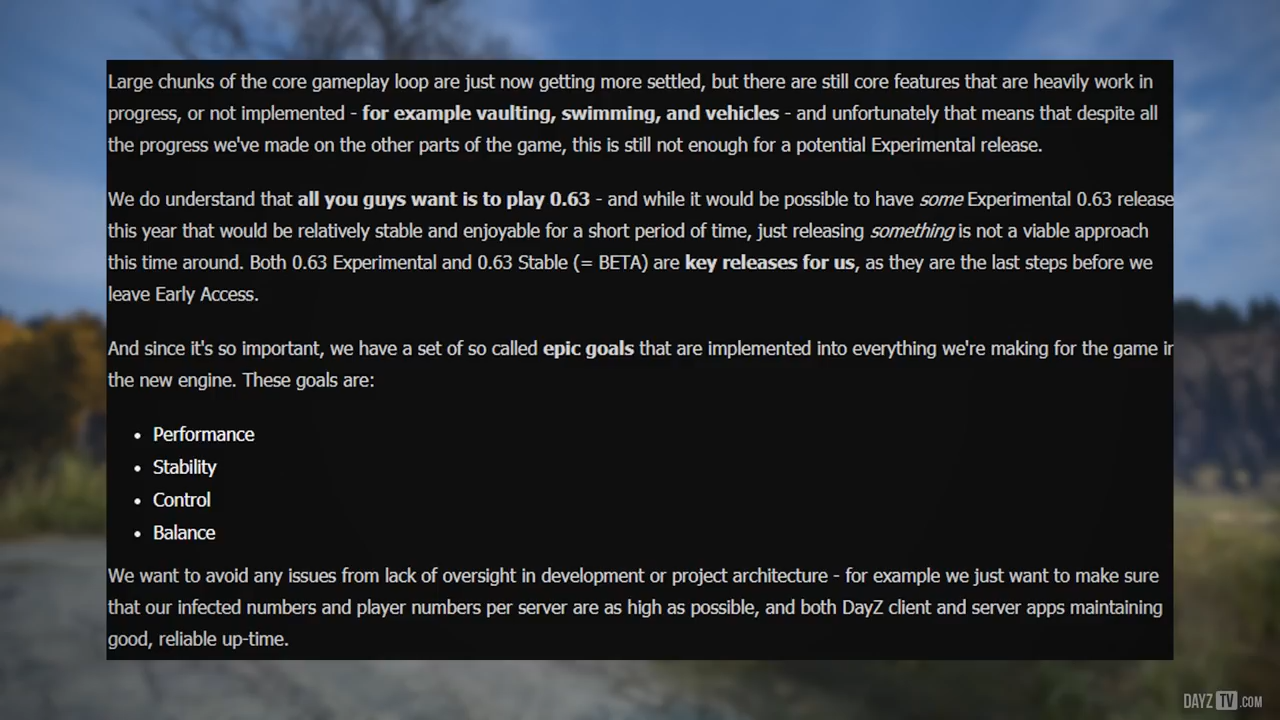 Large chunks of the core gameplay loop are just now getting more settled, but there are still core features that are heavily work in
progress, or not implemented - for example vaulting, swimming, and vehicles - and unfortunately that means that despite all
the progress we've made on the other parts of the game, this is still not enough for a potential Experimental release.
We do understand that all you guys want is to play 0.63 - and while it would be possible to have some Experimental 0.63 release
this year that would be relatively stable and enjoyable for a short period of time, just releasing something is not a viable approach
this time around. Both 0.63 Experimental and 0.63 Stable (= BETA) are key releases for us, as they are the last steps before we
leave Early Access.
And since it's so important, we have a set of so called epic goals that are implemented into everything we're making for the game in
the new engine. These goals are:
• Performance
• Stability
• Control
• Balance
We want to avoid any issues from lack of oversight in development or project architecture - for example we just want to make sure
that our infected numbers and player numbers per server are as high as possible, and both DayZ client and server apps maintaining
good, reliable up-time.
DAYZ TV .COM